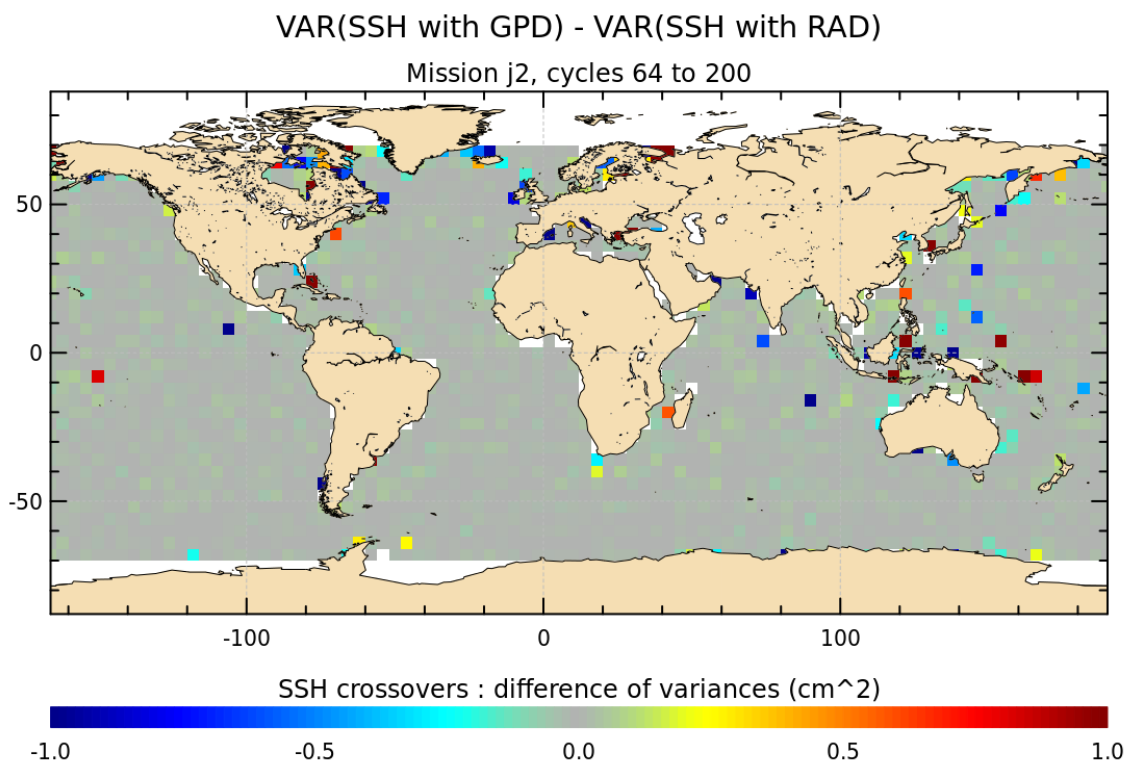 VAR(SSH with GPD) - VAR(SSH with RAD)
Mission j2, cycles 64 to 200
50
0
-50
-100 0 100
SSH crossovers : difference of variances (cm^2)
-1.0 -0.5 0.0 0.5 1.0